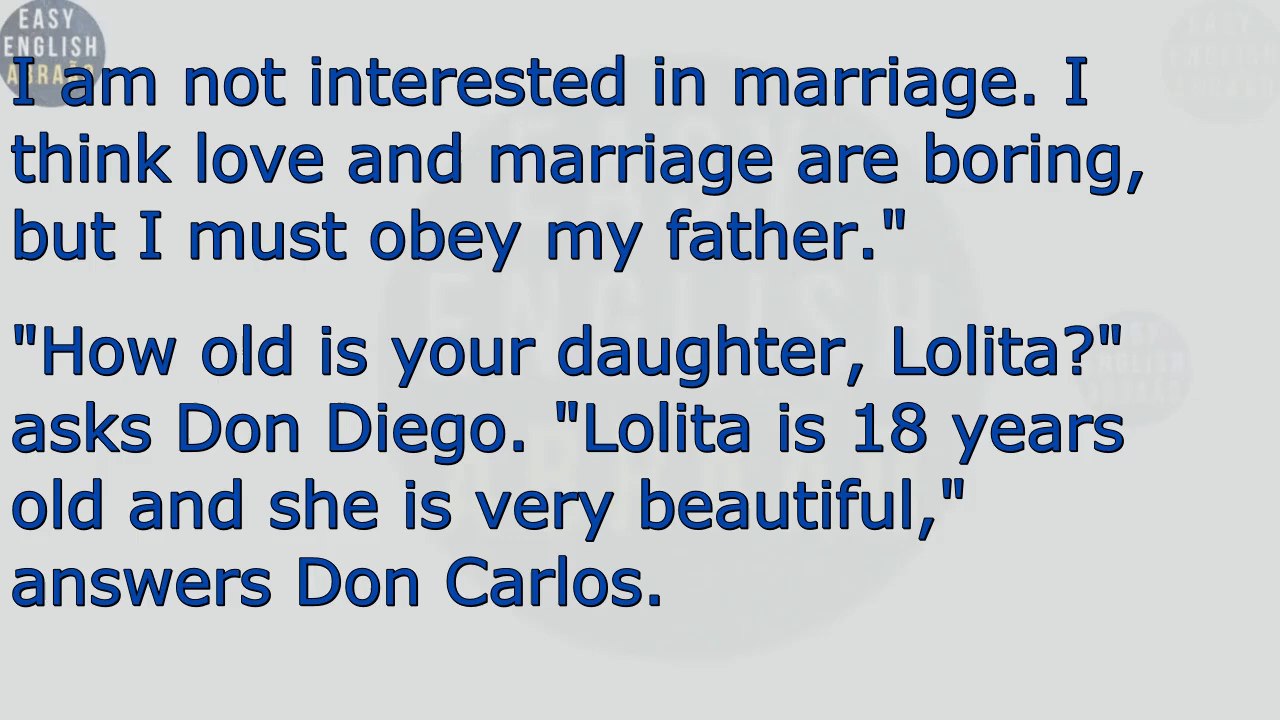 EASY
ENGLISH
ABRAÃO
I am not interested in marriage. I
think love and marriage are boring,
but I must obey my father."
"How old is your daughter, Lolita?"
asks Don Diego. "Lolita is 18 years
old and she is very beautiful,"
answers Don Carlos.